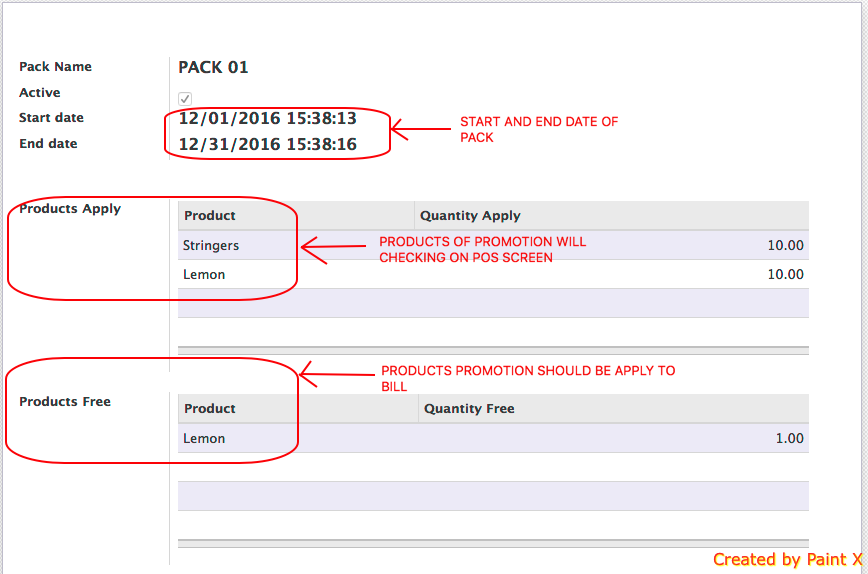 Pack Name PACK 01
Active
Start date 12/01/2016 15:38:13
End date 12/31/2016 15:38:16
START AND END DATE OF
PACK
Products Apply
Product Quantity Apply
Stringers 10.00
Lemon 10.00
PRODUCTS OF PROMOTION WILL
CHECKING ON POS SCREEN
PRODUCTS PROMOTION SHOULD BE APPLY TO
BILL
Products Free
Product Quantity Free
Lemon 1.00
Created by Paint X